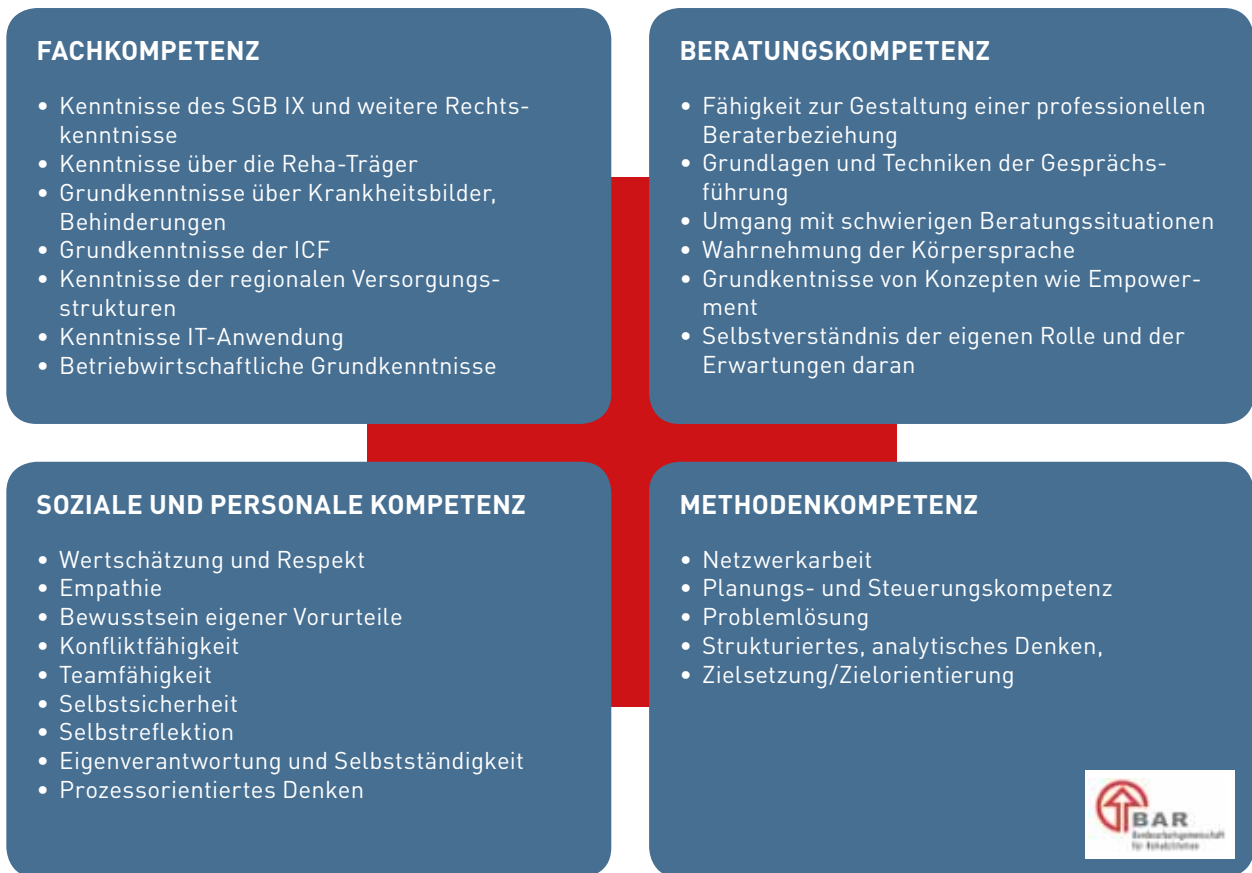 FACHKOMPETENZ
• Kenntnisse des SGB IX und weitere Rechts-
kenntnisse
• Kenntnisse über die Reha-Träger
• Grundkenntnisse über Krankheitsbilder,
Behinderungen
• Grundkenntnisse der ICF
• Kenntnisse der regionalen Versorgungs-
strukturen
• Kenntnisse IT-Anwendung
• Betriebwirtschaftliche Grundkenntnisse
BERATUNGSKOMPETENZ
• Fähigkeit zur Gestaltung einer professionellen
Beraterbeziehung
• Grundlagen und Techniken der Gesprächs-
führung
• Umgang mit schwierigen Beratungssituationen
• Wahrnehmung der Körpersprache
• Grundkentnisse von Konzepten wie Empower-
ment
• Selbstverständnis der eigenen Rolle und der
Erwartungen daran
SOZIALE UND PERSONALE KOMPETENZ
• Wertschätzung und Respekt
• Empathie
• Bewusstsein eigener Vorurteile
• Konfliktfähigkeit
• Teamfähigkeit
• Selbstsicherheit
• Selbstreflektion
• Eigenverantwortung und Selbstständigkeit
• Prozessorientiertes Denken
METHODENKOMPETENZ
• Netzwerkarbeit
• Planungs- und Steuerungskompetenz
• Problemlösung
• Strukturiertes, analytisches Denken,
• Zielsetzung/Zielorientierung
BAR
Bundesarbeitsgemeinschaft
für Rehabilitation